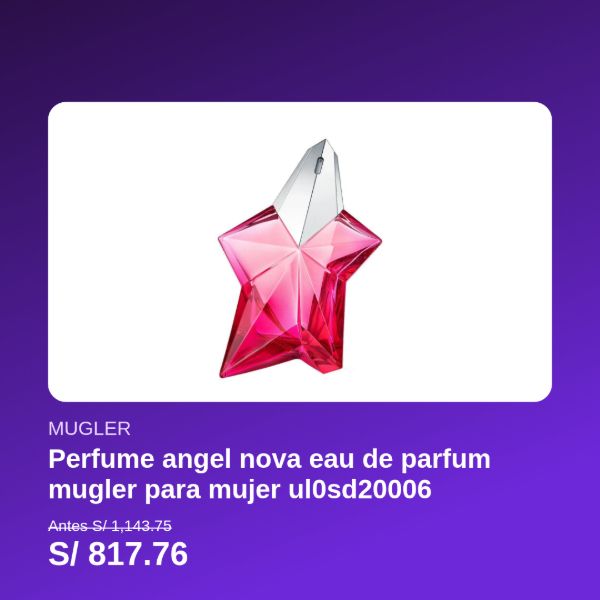 MUGLER
Perfume angel nova eau de parfum
mugler para mujer ul0sd20006
Antes S/ 1,143.75
S/ 817.76